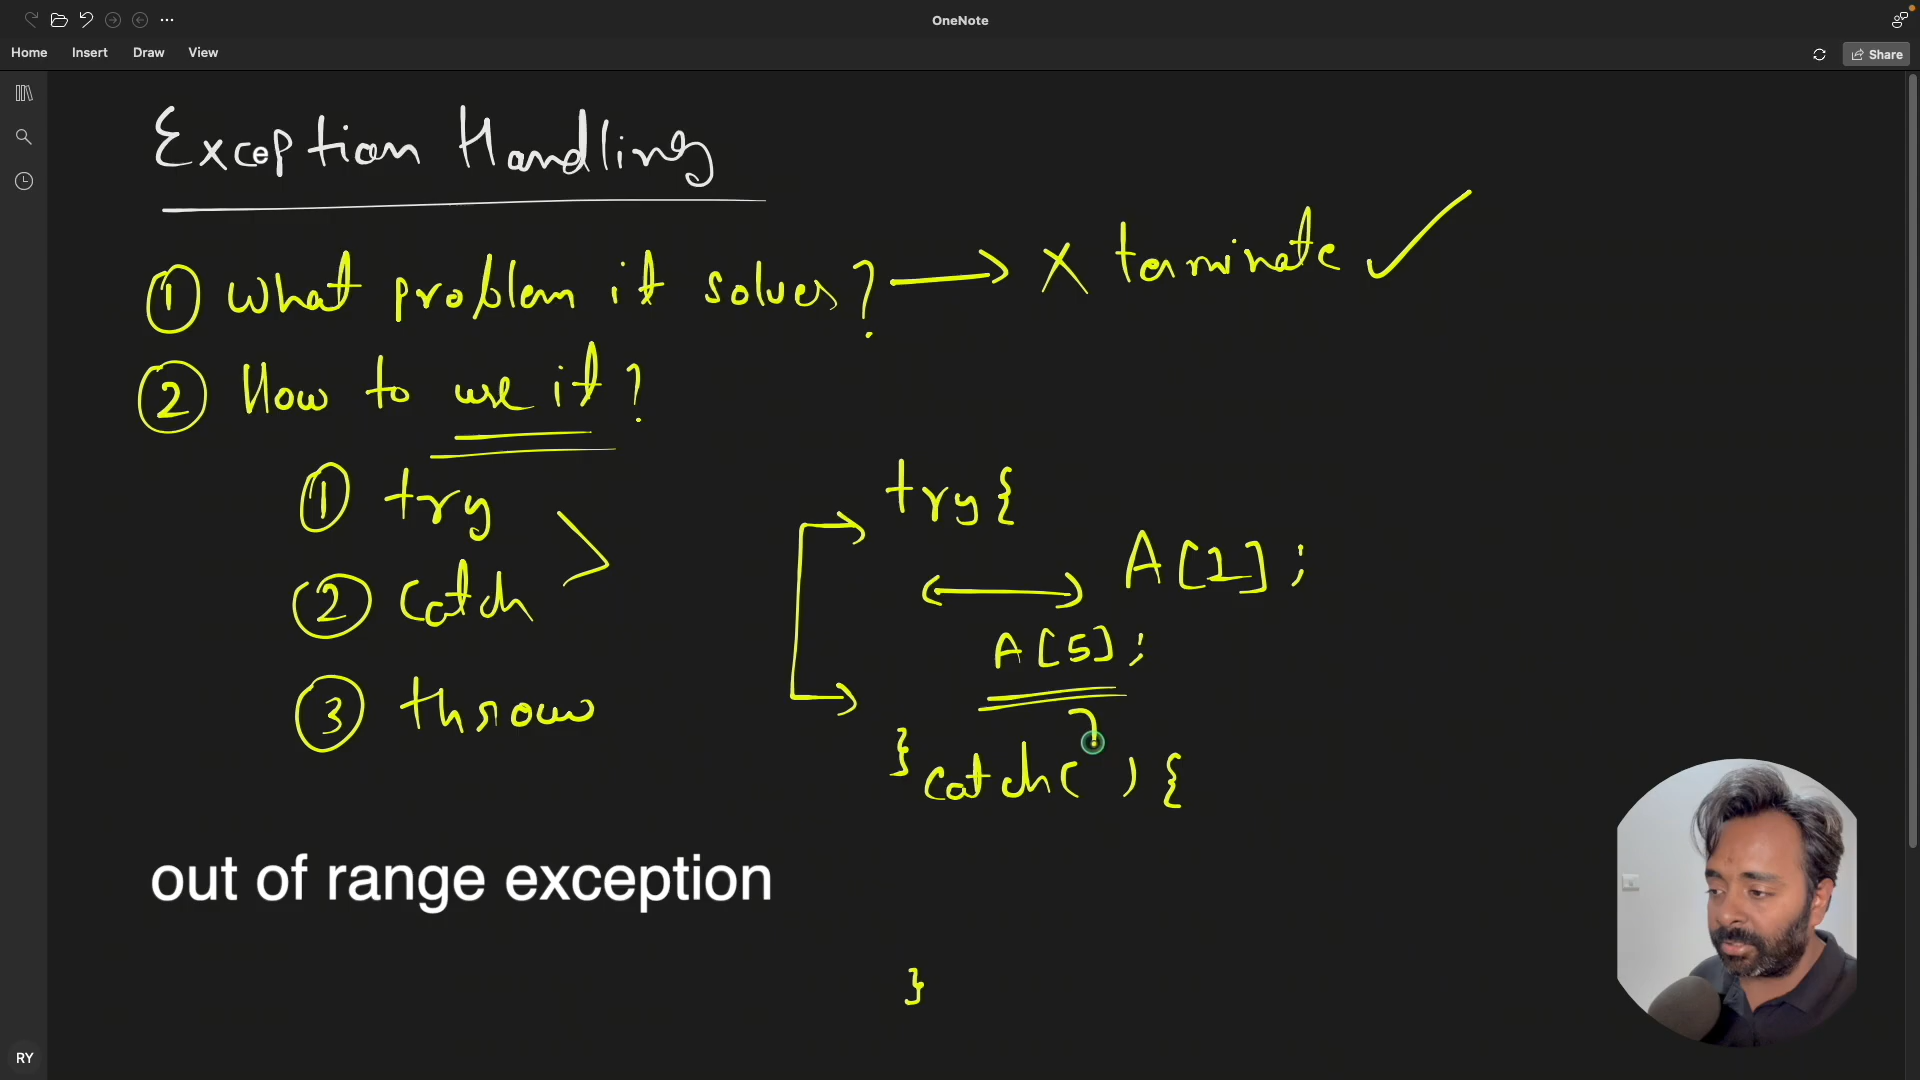 OneNote
Home Insert Draw View
Share
Exception Handling
① What problem it solves? → X terminate ✓
② How to use it?
① try
② catch
③ throw
try {
A[2];
A[5];
} catch( ) {
}
out of range exception
RY